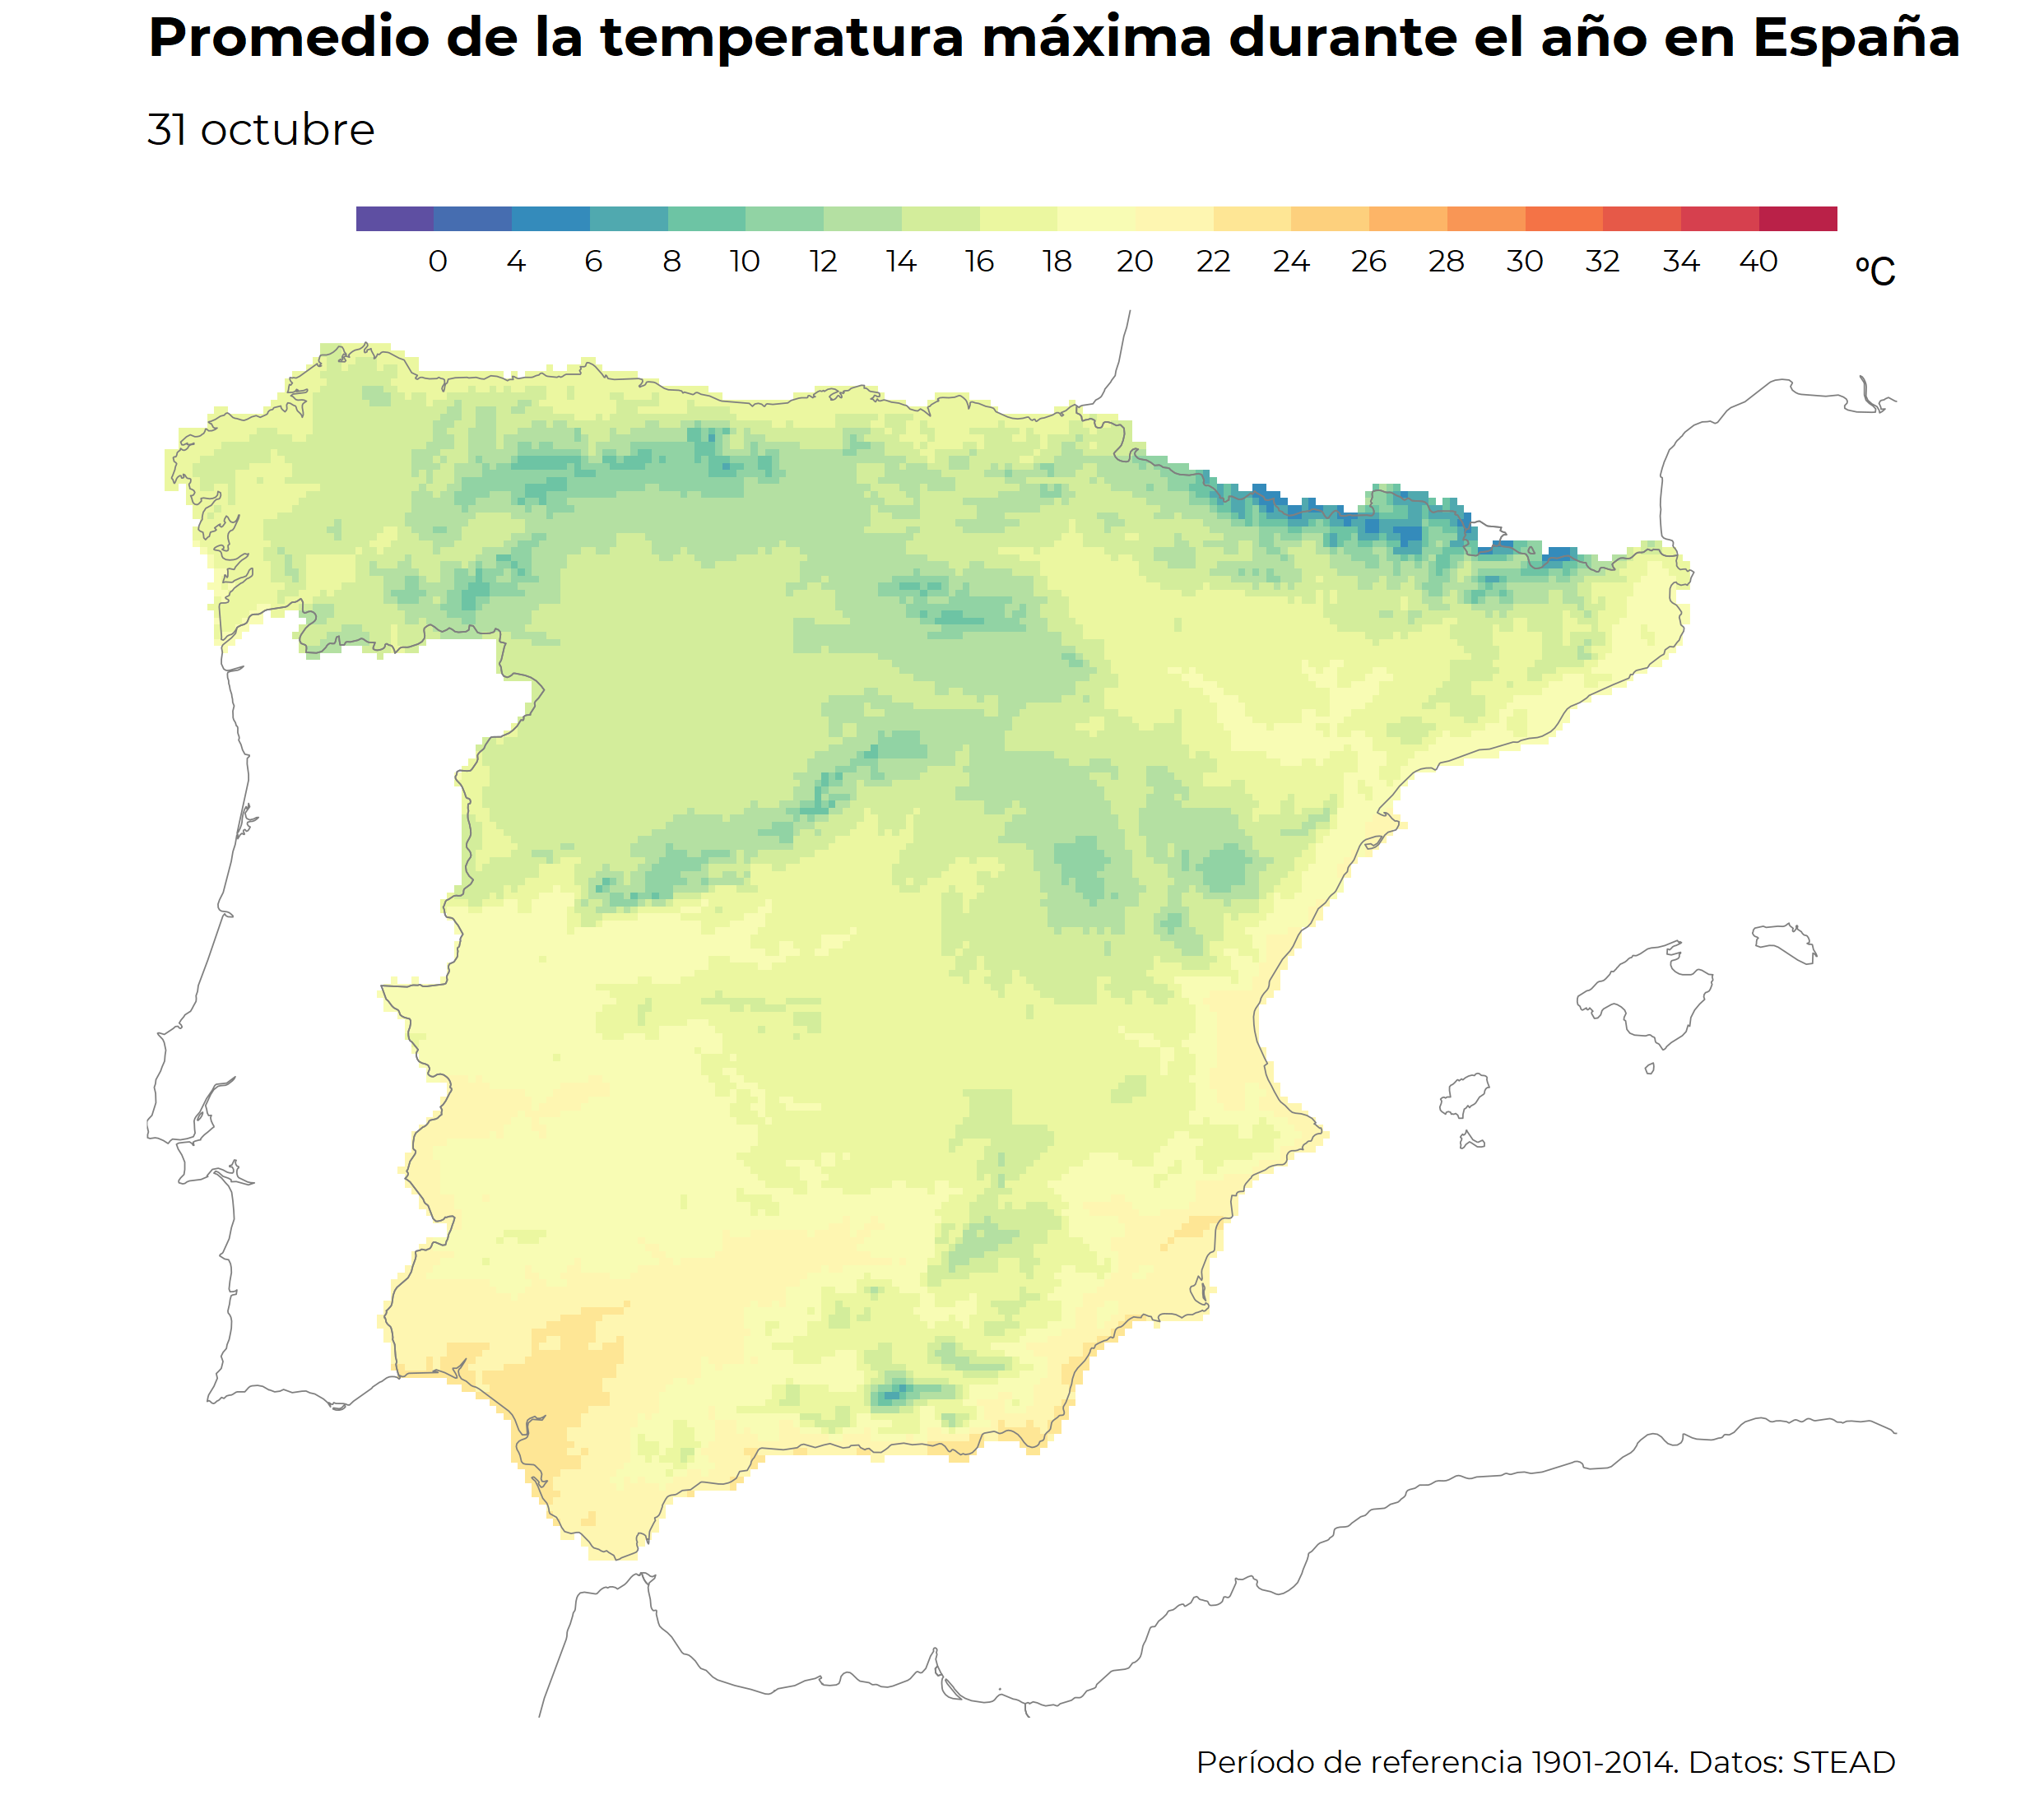 Promedio de la temperatura máxima durante el año en España
31 octubre
0 4 6 8 10 12 14 16 18 20 22 24 26 28 30 32 34 40 ºC
Período de referencia 1901-2014. Datos: STEAD